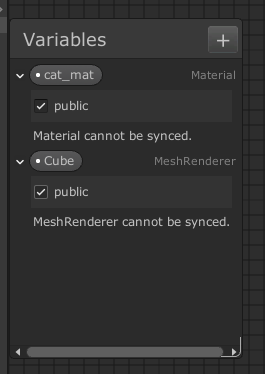 Variables +
cat_mat Material
public
Material cannot be synced.
Cube MeshRenderer
public
MeshRenderer cannot be synced.